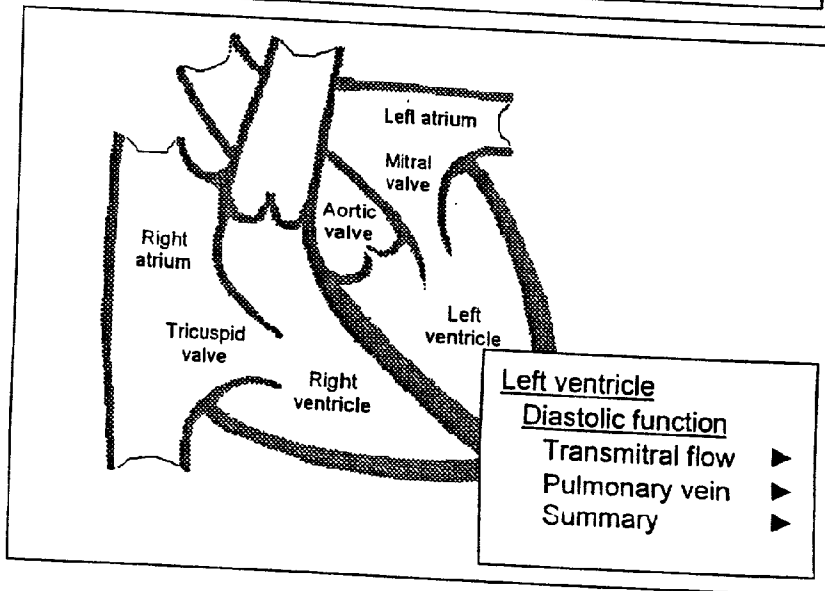 Left atrium
Mitral
valve
Aortic
valve
Right
atrium
Left
ventricle
Tricuspid
valve
Right
ventricle
Left ventricle
Diastolic function
Transmitral flow ►
Pulmonary vein ►
Summary ►